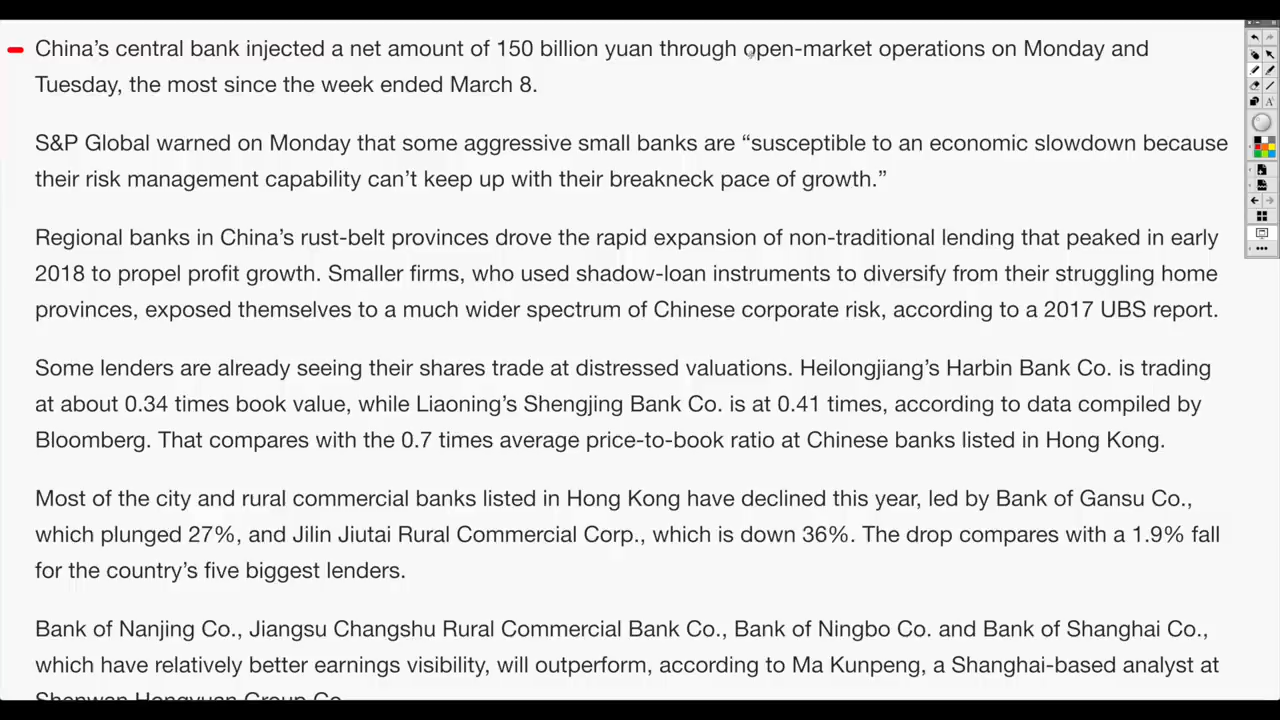 China’s central bank injected a net amount of 150 billion yuan through open-market operations on Monday and
Tuesday, the most since the week ended March 8.
S&P Global warned on Monday that some aggressive small banks are “susceptible to an economic slowdown because
their risk management capability can’t keep up with their breakneck pace of growth.”
Regional banks in China’s rust-belt provinces drove the rapid expansion of non-traditional lending that peaked in early
2018 to propel profit growth. Smaller firms, who used shadow-loan instruments to diversify from their struggling home
provinces, exposed themselves to a much wider spectrum of Chinese corporate risk, according to a 2017 UBS report.
Some lenders are already seeing their shares trade at distressed valuations. Heilongjiang’s Harbin Bank Co. is trading
at about 0.34 times book value, while Liaoning’s Shengjing Bank Co. is at 0.41 times, according to data compiled by
Bloomberg. That compares with the 0.7 times average price-to-book ratio at Chinese banks listed in Hong Kong.
Most of the city and rural commercial banks listed in Hong Kong have declined this year, led by Bank of Gansu Co.,
which plunged 27%, and Jilin Jiutai Rural Commercial Corp., which is down 36%. The drop compares with a 1.9% fall
for the country’s five biggest lenders.
Bank of Nanjing Co., Jiangsu Changshu Rural Commercial Bank Co., Bank of Ningbo Co. and Bank of Shanghai Co.,
which have relatively better earnings visibility, will outperform, according to Ma Kunpeng, a Shanghai-based analyst at
Shenwan Hongyuan Group Co.